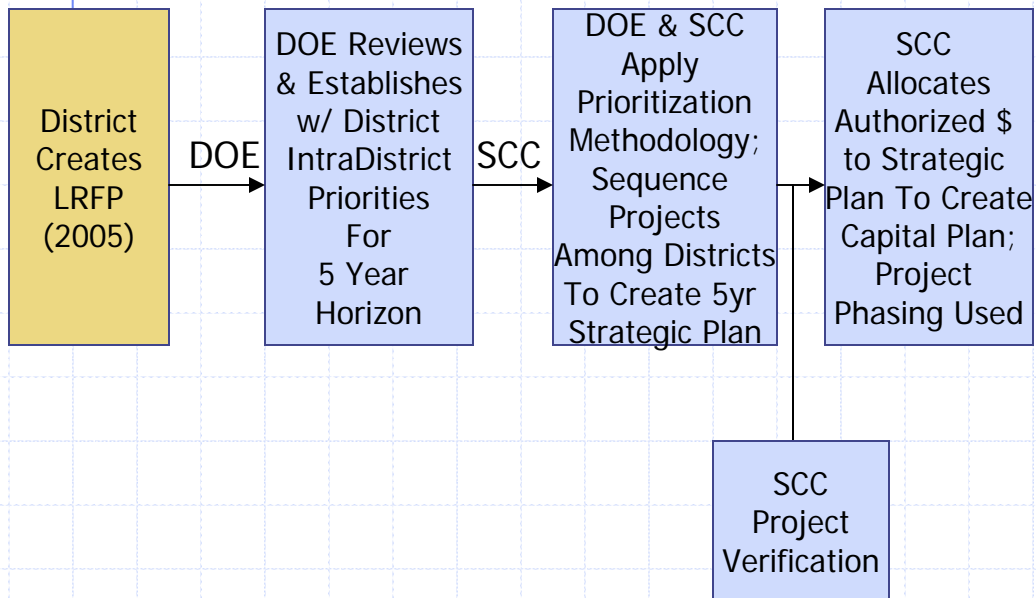 District
Creates
LRFP
(2005)
DOE
DOE Reviews
& Establishes
w/ District
IntraDistrict
Priorities
For
5 Year
Horizon
SCC
DOE & SCC
Apply
Prioritization
Methodology;
Sequence
Projects
Among Districts
To Create 5yr
Strategic Plan
SCC
Allocates
Authorized $
to Strategic
Plan To Create
Capital Plan;
Project
Phasing Used
SCC
Project
Verification